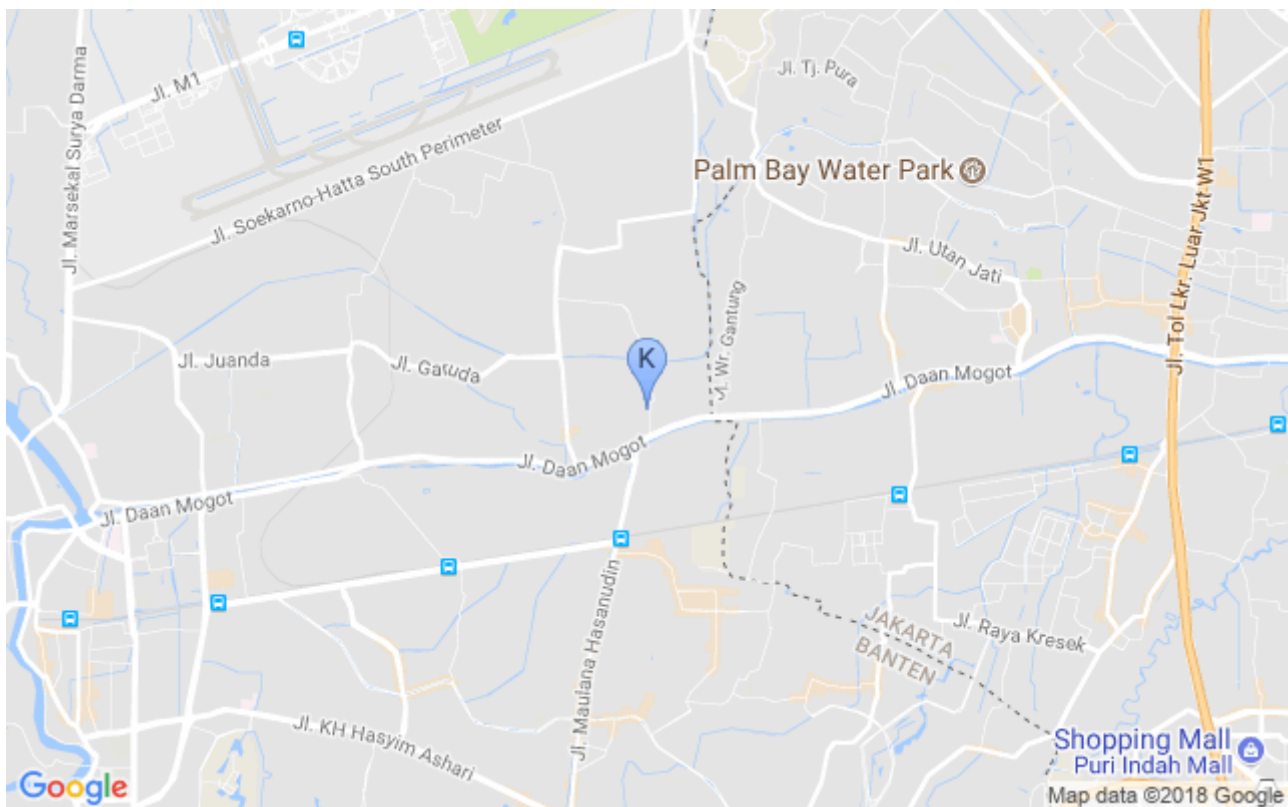 Jl. Marsekal Surya Darma
Jl. M1
Jl. Soekarno-Hatta South Perimeter
Jl. Tj. Pura
Palm Bay Water Park
Jl. Utan Jati
Jl. Tol Lkr. Luar Jkt W1
Jl. Wr. Gantung
Jl. Juanda
Jl. Garuda
K
Jl. Daan Mogot
Jl. Daan Mogot
Jl. Daan Mogot
Jl. Maulana Hasanudin
JAKARTA
BANTEN
Jl. Raya Kresek
Jl. KH Hasyim Ashari
Shopping Mall
Puri Indah Mall
Google
Map data ©2018 Google